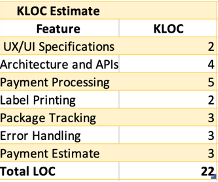 KLOC Estimate
Feature KLOC
UX/UI Specifications 2
Architecture and APIs 4
Payment Processing 5
Label Printing 2
Package Tracking 3
Error Handling 3
Payment Estimate 3
Total LOC 22